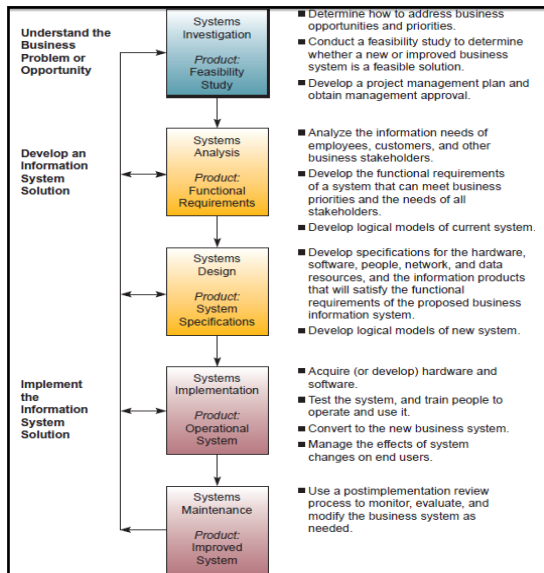 Understand the
Business
Problem or
Opportunity
Systems
Investigation
Product:
Feasibility
Study
■ Determine how to address business
opportunities and priorities.
■ Conduct a feasibility study to determine
whether a new or improved business
system is a feasible solution.
■ Develop a project management plan and
obtain management approval.
Develop an
Information
System
Solution
Systems
Analysis
Product:
Functional
Requirements
■ Analyze the information needs of
employees, customers, and other
business stakeholders.
■ Develop the functional requirements
of a system that can meet business
priorities and the needs of all
stakeholders.
■ Develop logical models of current system.
Systems
Design
Product:
System
Specifications
■ Develop specifications for the hardware,
software, people, network, and data
resources, and the information products
that will satisfy the functional
requirements of the proposed business
information system.
■ Develop logical models of new system.
Implement
the
Information
System
Solution
Systems
Implementation
Product:
Operational
System
■ Acquire (or develop) hardware and
software.
■ Test the system, and train people to
operate and use it.
■ Convert to the new business system.
■ Manage the effects of system
changes on end users.
Systems
Maintenance
Product:
Improved
System
■ Use a postimplementation review
process to monitor, evaluate, and
modify the business system as
needed.